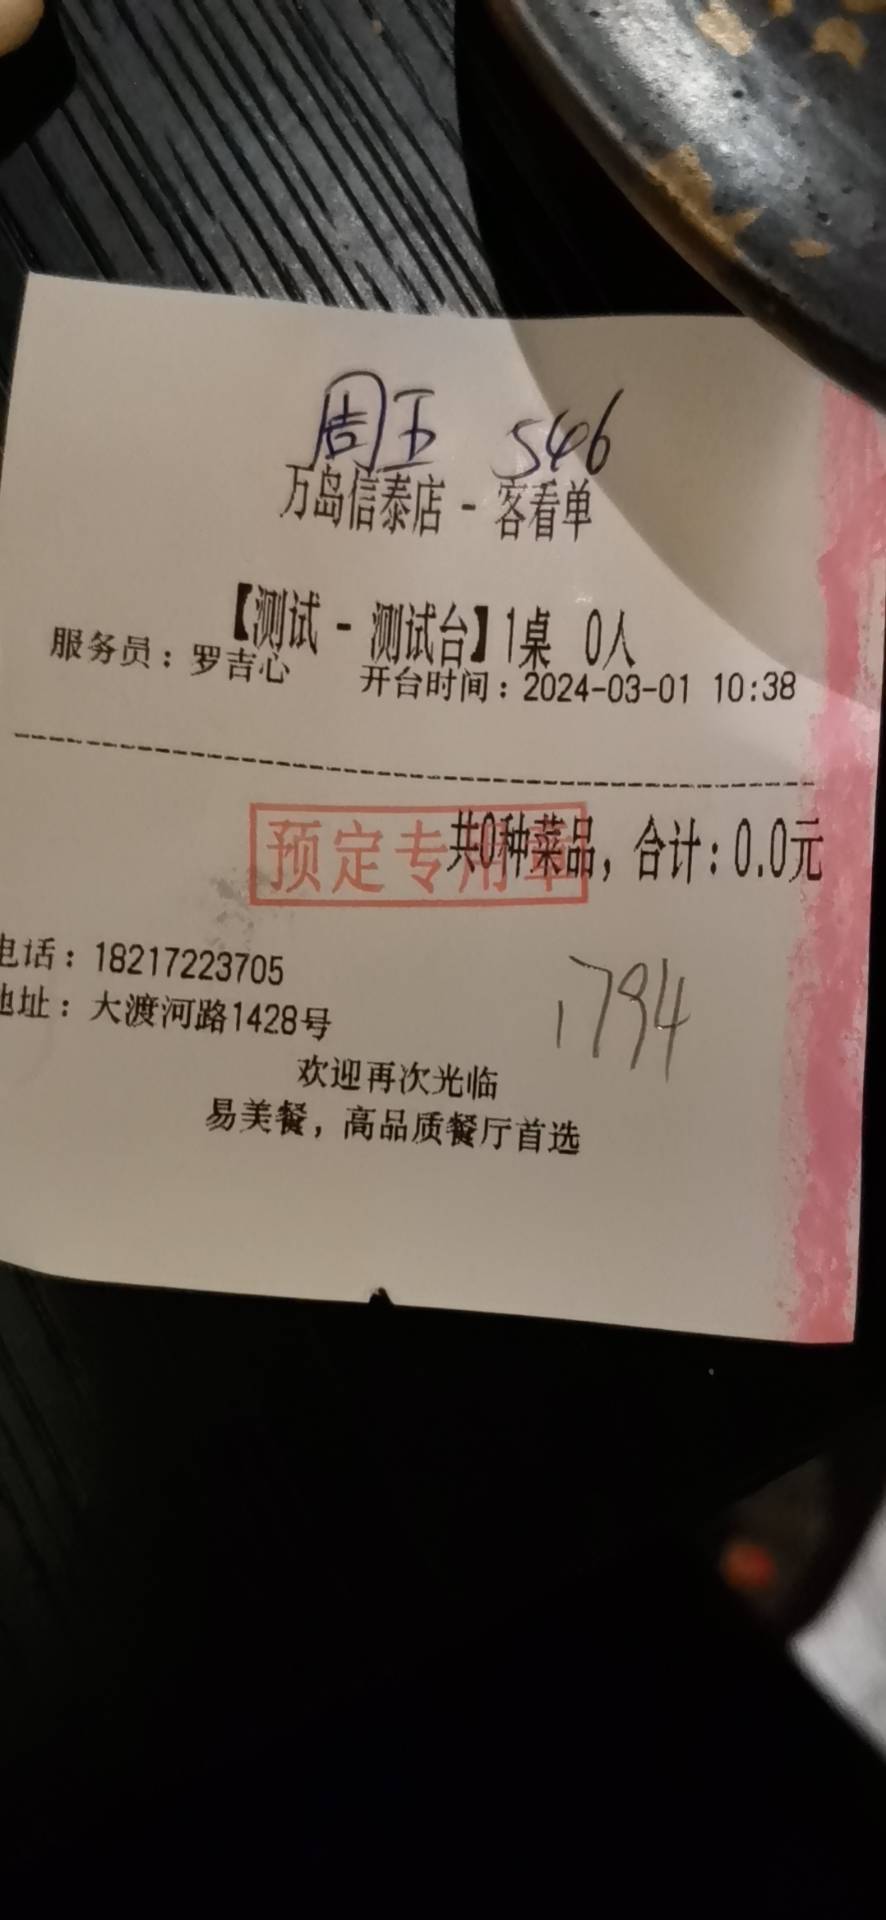 周五 546
万岛信泰店 - 客看单
【测试 - 测试台】1桌 0人
服务员：罗吉心 开台时间：2024-03-01 10:38
预定专用章
共0种菜品，合计：0.0元
电话：18217223705
地址：大渡河路1428号
1794
欢迎再次光临
易美餐，高品质餐厅首选